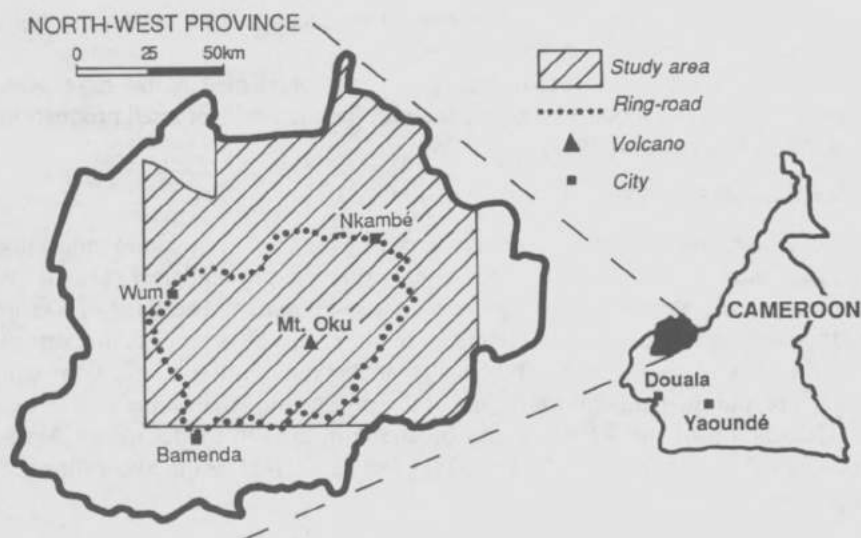 NORTH-WEST PROVINCE
0 25 50km
Study area
Ring-road
Volcano
City
Nkambé
Wum
Mt. Oku
Bamenda
CAMEROON
Douala
Yaoundé